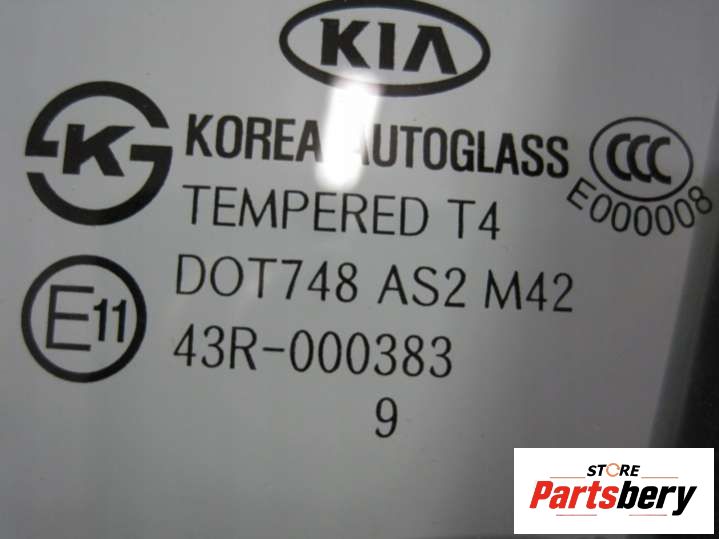 KIA
K
KOREA AUTOGLASS
CCC
E000008
TEMPERED T4
DOT748 AS2 M42
E11
43R-000383
9
STORE
Partsbery